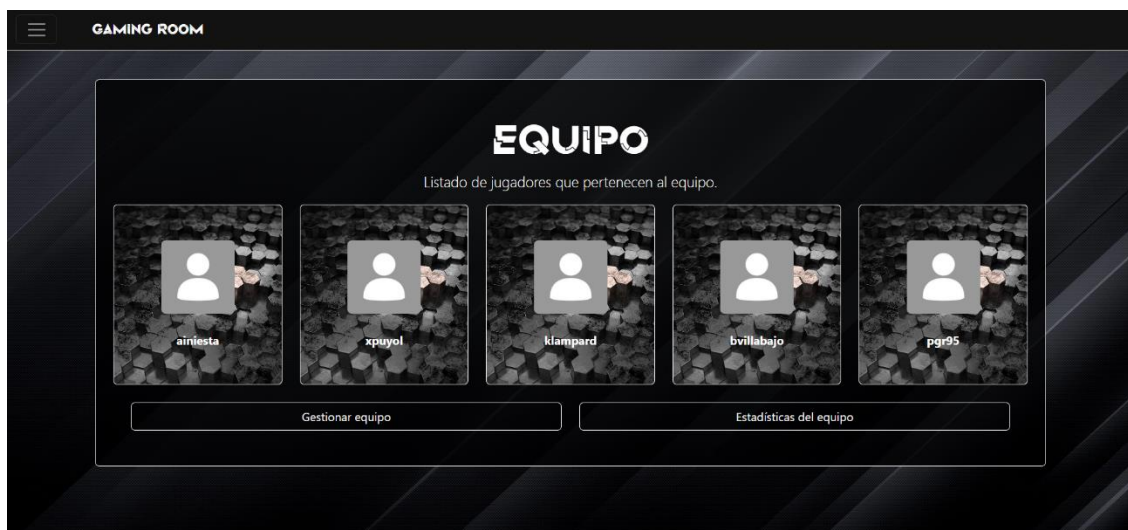 GAMING ROOM
EQUIPO
Listado de jugadores que pertenecen al equipo.
ainiesta xpuyol klampard bvillabajo pgr95
Gestionar equipo Estadísticas del equipo